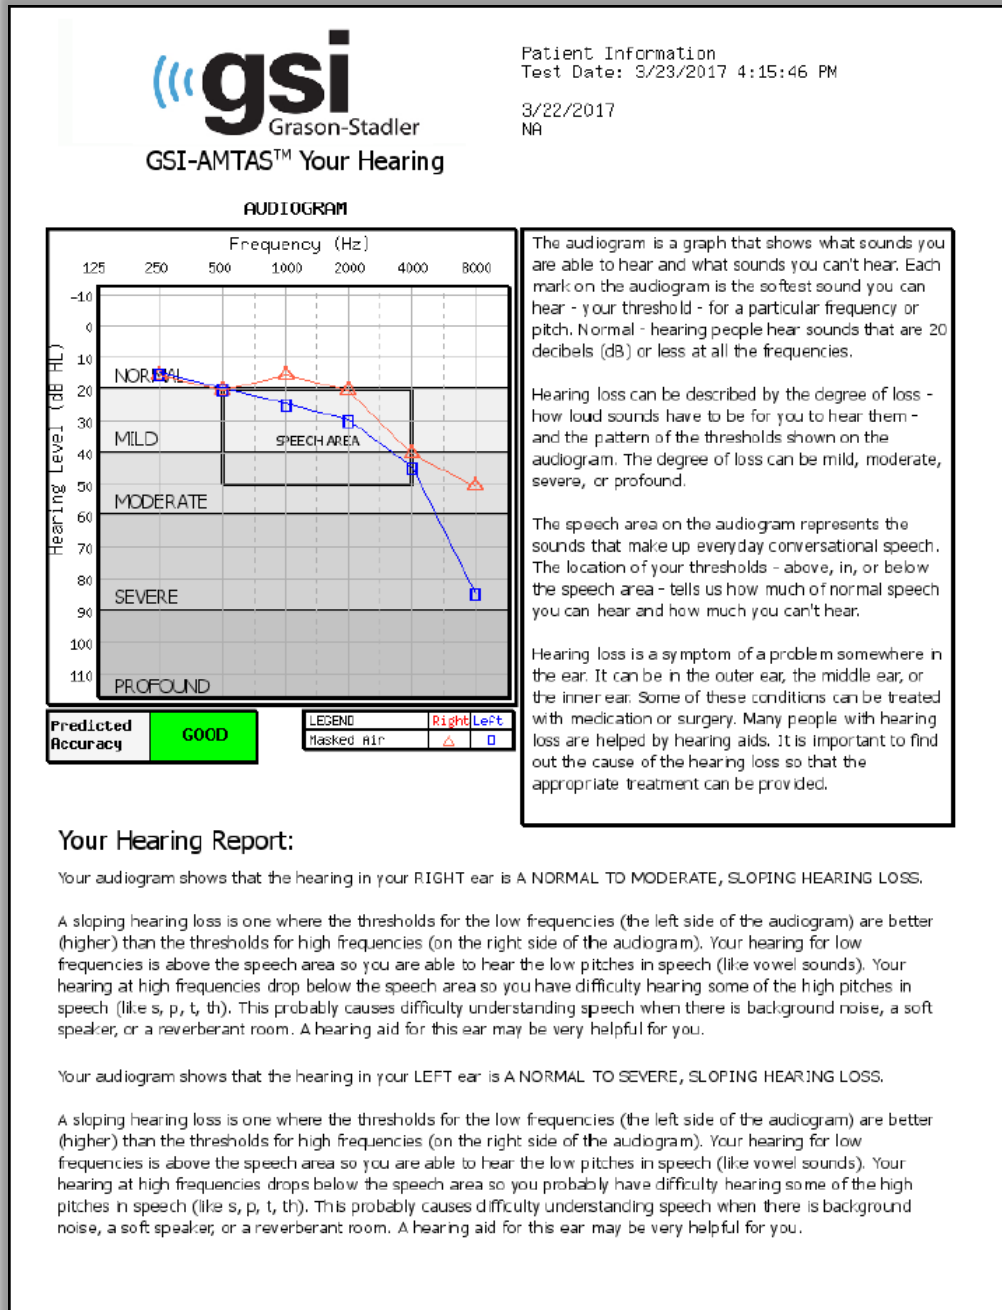 gsi
Grason-Stadler
GSI-AMTAS™ Your Hearing
Patient Information
Test Date: 3/23/2017 4:15:46 PM
3/22/2017
NA
AUDIOGRAM
Frequency (Hz)
125 250 500 1000 2000 4000 8000
Hearing Level (dB HL)
-10
0
10
20
30
40
50
60
70
80
90
100
110
NORMAL
MILD
SPEECH AREA
MODERATE
SEVERE
PROFOUND
Predicted
Accuracy
GOOD
LEGEND Right Left
Masked Air
The audiogram is a graph that shows what sounds you
are able to hear and what sounds you can't hear. Each
mark on the audiogram is the softest sound you can
hear - your threshold - for a particular frequency or
pitch. Normal - hearing people hear sounds that are 20
decibels (dB) or less at all the frequencies.
Hearing loss can be described by the degree of loss -
how loud sounds have to be for you to hear them -
and the pattern of the thresholds shown on the
audiogram. The degree of loss can be mild, moderate,
severe, or profound.
The speech area on the audiogram represents the
sounds that make up everyday conversational speech.
The location of your thresholds - above, in, or below
the speech area - tells us how much of normal speech
you can hear and how much you can't hear.
Hearing loss is a symptom of a problem somewhere in
the ear. It can be in the outer ear, the middle ear, or
the inner ear. Some of these conditions can be treated
with medication or surgery. Many people with hearing
loss are helped by hearing aids. It is important to find
out the cause of the hearing loss so that the
appropriate treatment can be provided.
Your Hearing Report:
Your audiogram shows that the hearing in your RIGHT ear is A NORMAL TO MODERATE, SLOPING HEARING LOSS.
A sloping hearing loss is one where the thresholds for the low frequencies (the left side of the audiogram) are better
(higher) than the thresholds for high frequencies (on the right side of the audiogram). Your hearing for low
frequencies is above the speech area so you are able to hear the low pitches in speech (like vowel sounds). Your
hearing at high frequencies drop below the speech area so you have difficulty hearing some of the high pitches in
speech (like s, p, t, th). This probably causes difficulty understanding speech when there is background noise, a soft
speaker, or a reverberant room. A hearing aid for this ear may be very helpful for you.
Your audiogram shows that the hearing in your LEFT ear is A NORMAL TO SEVERE, SLOPING HEARING LOSS.
A sloping hearing loss is one where the thresholds for the low frequencies (the left side of the audiogram) are better
(higher) than the thresholds for high frequencies (on the right side of the audiogram). Your hearing for low
frequencies is above the speech area so you are able to hear the low pitches in speech (like vowel sounds). Your
hearing at high frequencies drops below the speech area so you probably have difficulty hearing some of the high
pitches in speech (like s, p, t, th). This probably causes difficulty understanding speech when there is background
noise, a soft speaker, or a reverberant room. A hearing aid for this ear may be very helpful for you.